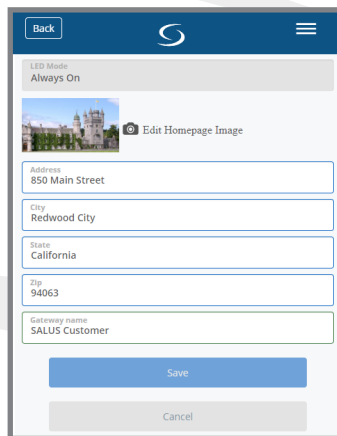 Back
LED Mode
Always On
Edit Homepage Image
Address
850 Main Street
City
Redwood City
State
California
Zip
94063
Gateway name
SALUS Customer
Save
Cancel